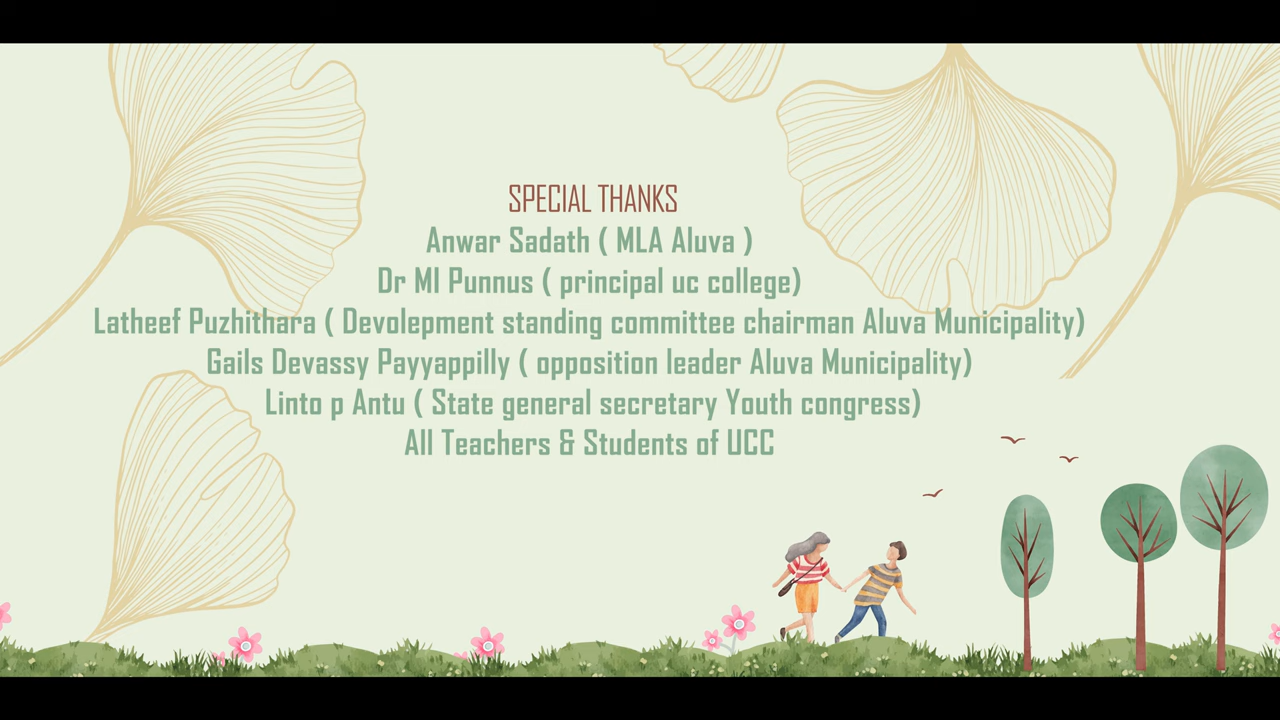 SPECIAL THANKS
Anwar Sadath ( MLA Aluva )
Dr MI Punnus ( principal uc college)
Latheef Puzhithara ( Devolepment standing committee chairman Aluva Municipality)
Gails Devassy Payyappilly ( opposition leader Aluva Municipality)
Linto p Antu ( State general secretary Youth congress)
All Teachers & Students of UCC